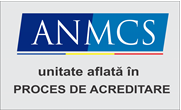 ANMCS
unitate aflată în
PROCES DE ACREDITARE